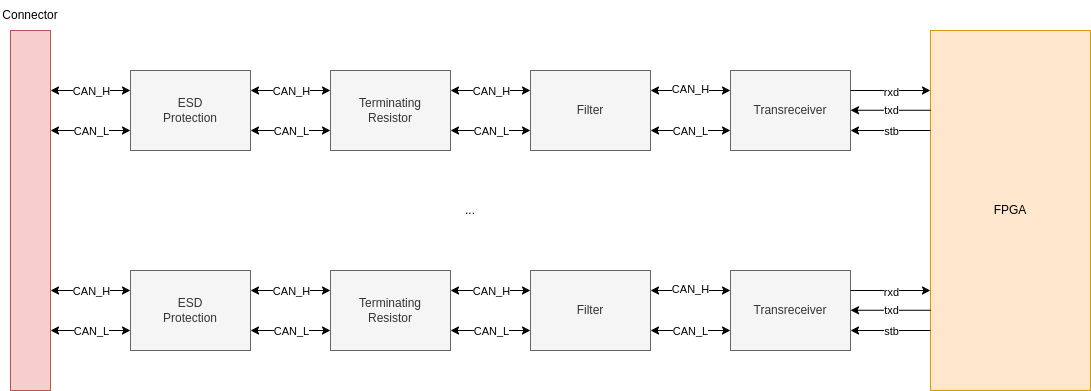 Connector
CAN_H CAN_H CAN_H CAN_H rxd
ESD
Protection
Terminating
Resistor
Filter
Transreceiver
txd
CAN_L CAN_L CAN_L CAN_L stb
...
FPGA
CAN_H CAN_H CAN_H CAN_H rxd
ESD
Protection
Terminating
Resistor
Filter
Transreceiver
txd
CAN_L CAN_L CAN_L CAN_L stb